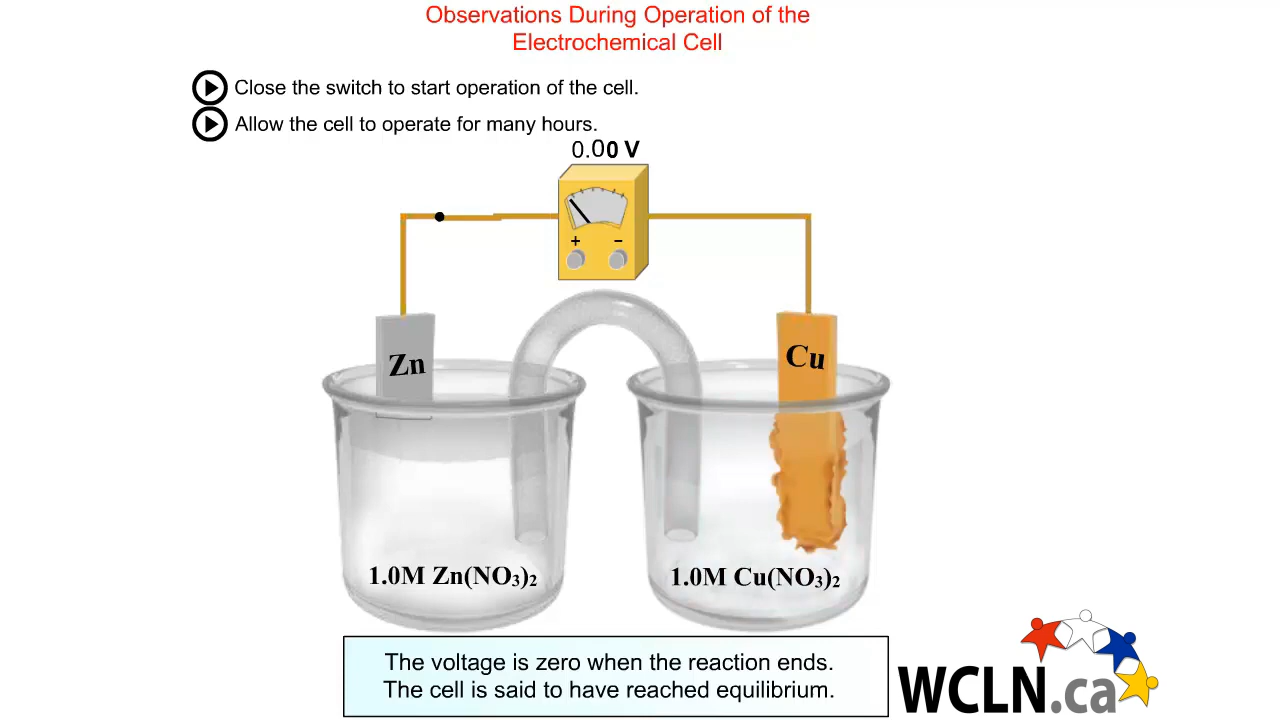 Observations During Operation of the
Electrochemical Cell
Close the switch to start operation of the cell.
Allow the cell to operate for many hours.
0.00 V
+ −
Zn
Cu
1.0M Zn(NO₃)₂
1.0M Cu(NO₃)₂
The voltage is zero when the reaction ends.
The cell is said to have reached equilibrium.
WCLN.ca